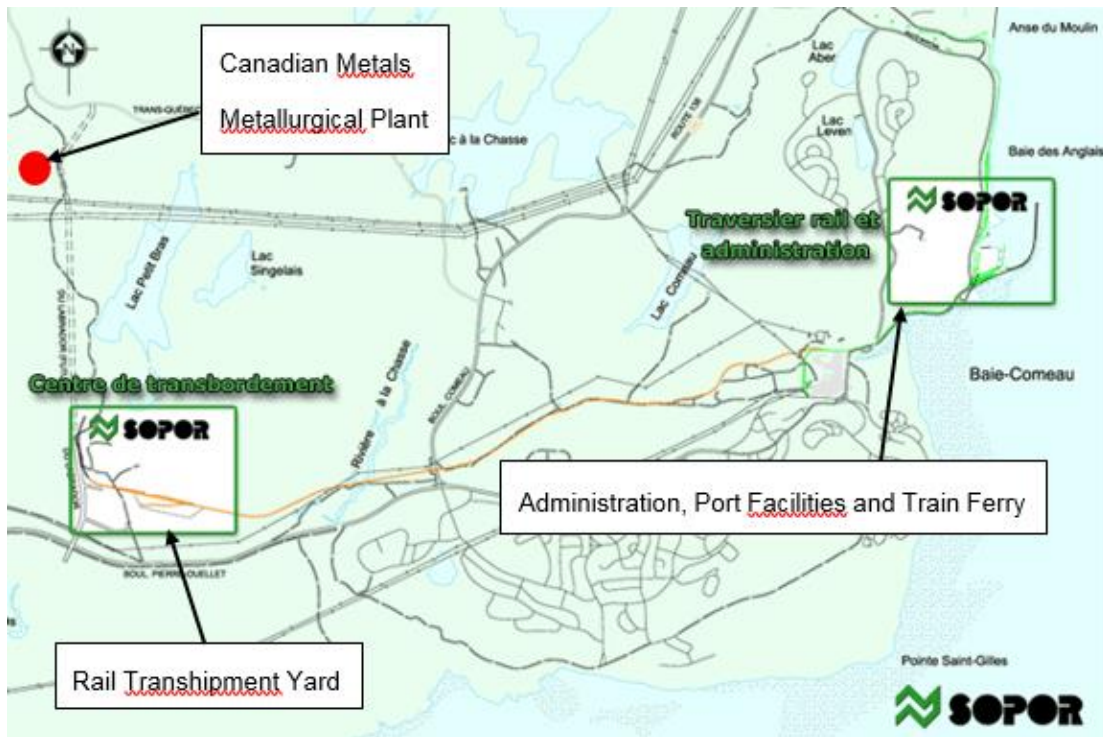 N
Canadian Metals
Metallurgical Plant
TRANS-QUÉBEC
ROUTE 138
Lac
Aber
Anse du Moulin
Lac
Leven
c à la Chasse
Baie des Anglais
SOPOR
Traversier rail et
administration
Lac Petit Bras
Lac
Singelais
Lac Comeau
Baie-Comeau
Centre de transbordement
SOPOR
Rivière à la Chasse
BOUL. COMEAU
Administration, Port Facilities and Train Ferry
BOUL. PIERRE-OUELLET
Rail Transhipment Yard
Pointe Saint-Gilles
SOPOR